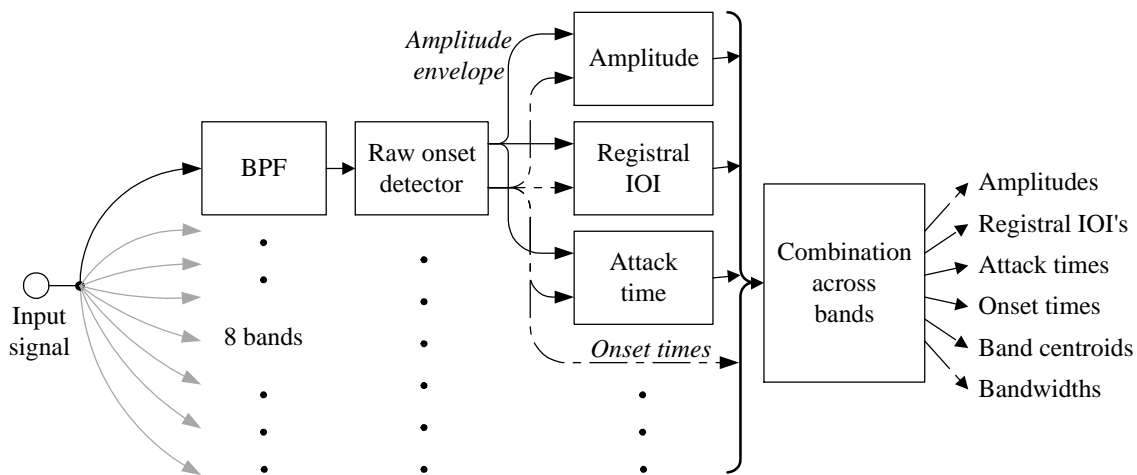 Amplitude
envelope
Amplitude
BPF
Raw onset
detector
Registral
IOI
Attack
time
Input
signal
8 bands
Onset times
Combination
across
bands
Amplitudes
Registral IOI's
Attack times
Onset times
Band centroids
Bandwidths